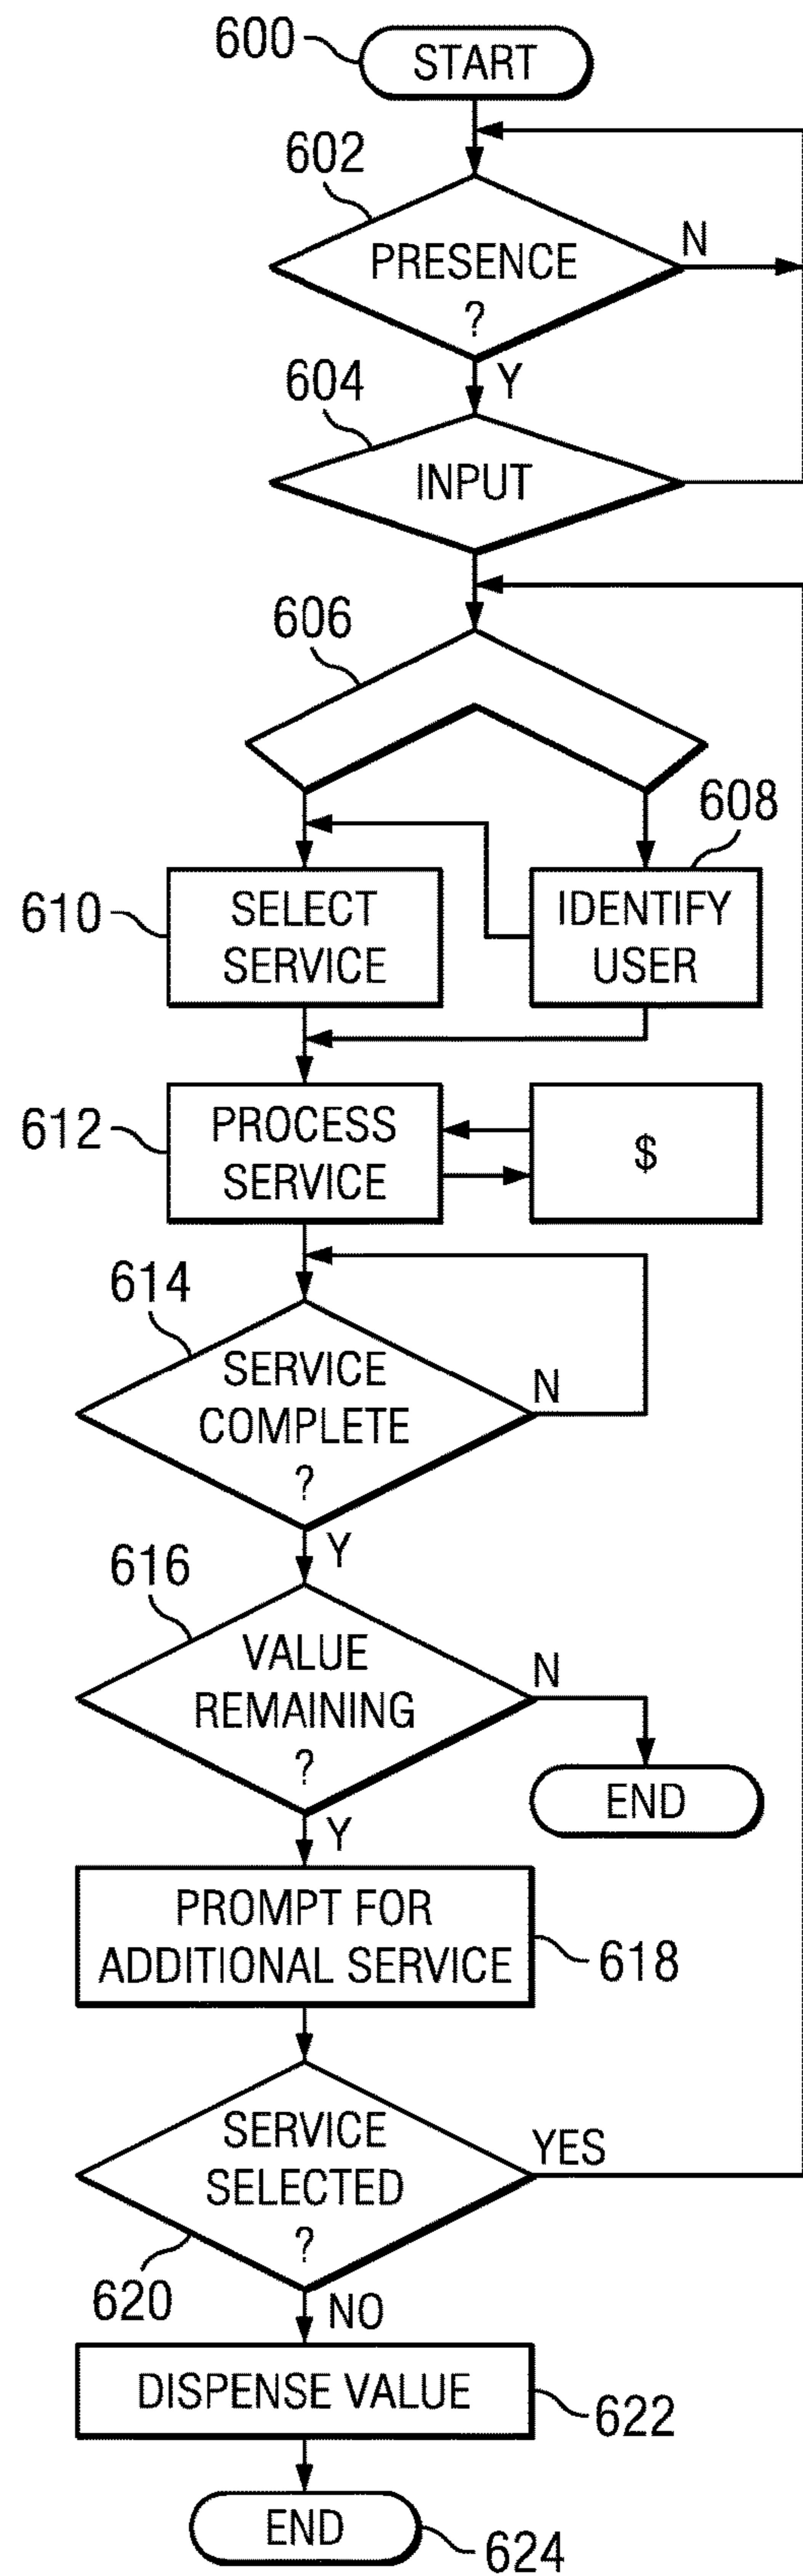 600
START
602
PRESENCE
?
N
Y
604
INPUT
606
608
610
SELECT
SERVICE
IDENTIFY
USER
612
PROCESS
SERVICE
$
614
SERVICE
COMPLETE
?
N
Y
616
VALUE
REMAINING
?
N
END
Y
PROMPT FOR
ADDITIONAL SERVICE
618
SERVICE
SELECTED
?
YES
620
NO
DISPENSE VALUE
622
END
624